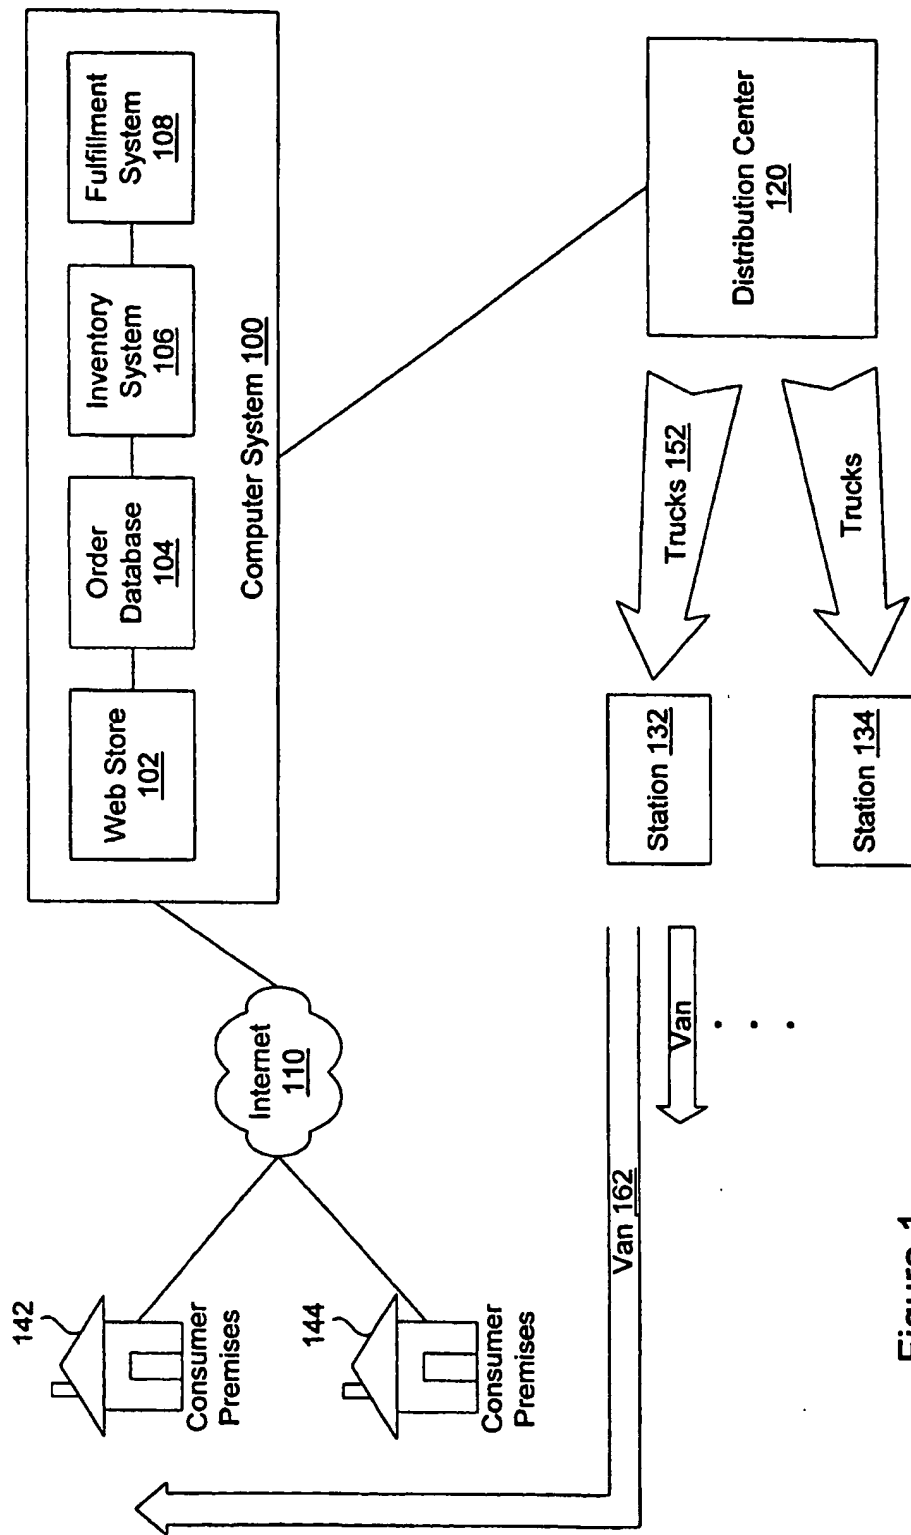 142
Consumer
Premises
144
Consumer
Premises
Internet
110
Web Store
102
Order
Database
104
Inventory
System
106
Fulfillment
System
108
Computer System 100
Van 162
Van
Station 132
Station 134
Trucks 152
Trucks
Distribution Center
120
Figure 1